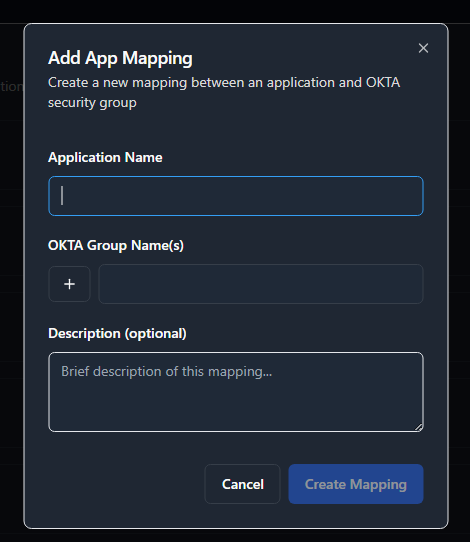 Add App Mapping
Create a new mapping between an application and OKTA
security group
Application Name
OKTA Group Name(s)
+
Description (optional)
Brief description of this mapping...
Cancel
Create Mapping